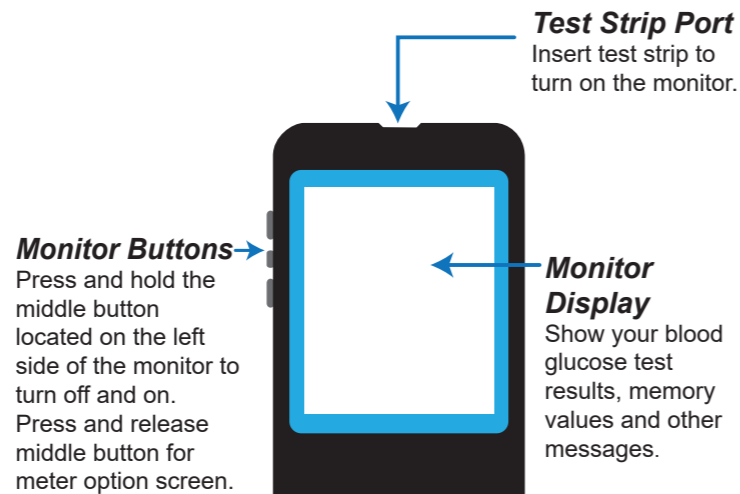 Test Strip Port
Insert test strip to
turn on the monitor.
Monitor Buttons
Press and hold the
middle button
located on the left
side of the monitor to
turn off and on.
Press and release
middle button for
meter option screen.
Monitor
Display
Show your blood
glucose test
results, memory
values and other
messages.